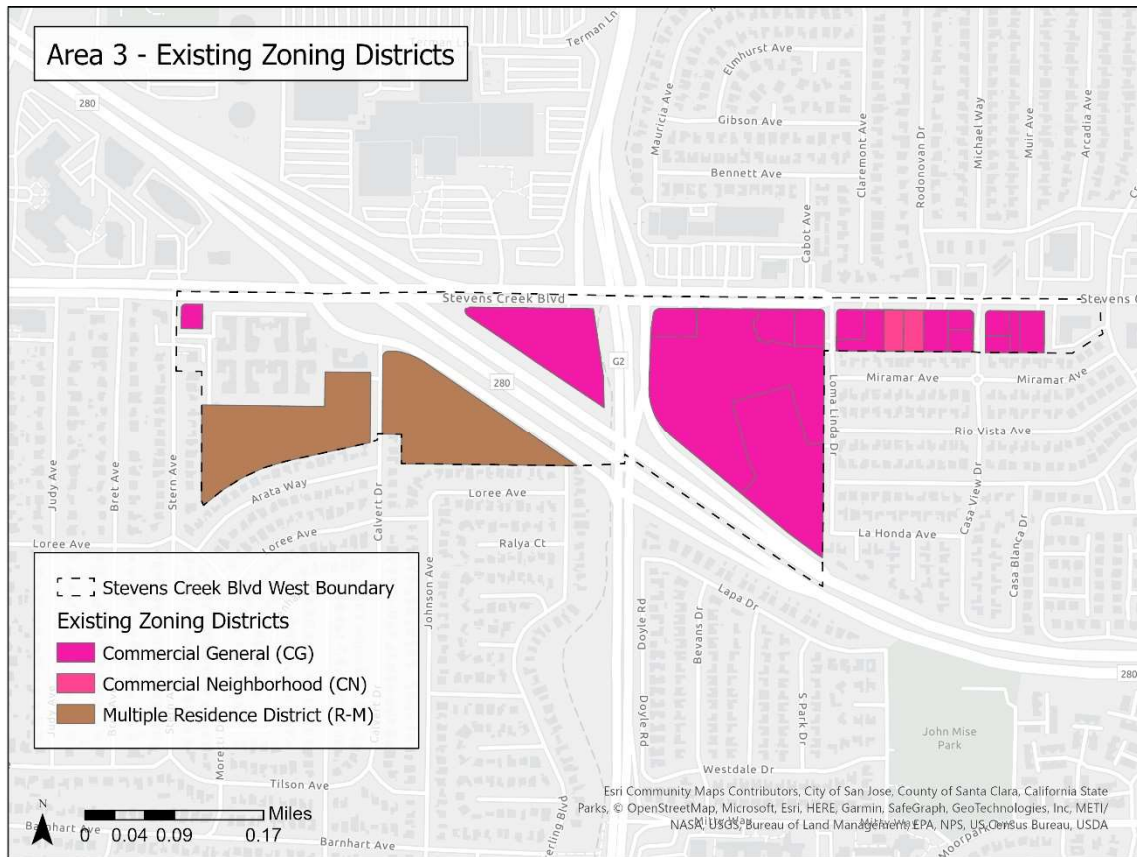 Area 3 - Existing Zoning Districts
Terman Ln
280
Mauricia Ave
Elmhurst Ave
Gibson Ave
Bennett Ave
Cabot Ave
Claremont Ave
Rodonovan Dr
Michael Way
Muir Ave
Arcadia Ave
Stevens Creek Blvd
Stevens C
G2
280
Miramar Ave
Miramar Ave
Loma Linda Dr
Rio Vista Ave
Casa View Dr
Casa Blanca Dr
La Honda Ave
Judy Ave
Bret Ave
Stern Ave
Arata Way
Calvert Dr
Loree Ave
Loree Ave
Loree Ave
Ralya Ct
Johnson Ave
Lapa Dr
Doyle Rd
Bevans Dr
Doyle Rd
S Park Dr
280
John Mise
Park
Westdale Dr
Stevens Creek Blvd West Boundary
Existing Zoning Districts
Commercial General (CG)
Commercial Neighborhood (CN)
Multiple Residence District (R-M)
Tilson Ave
Barnhart Ave
Barnhart Ave
N
Miles
0 0.04 0.09 0.17
Esri Community Maps Contributors, City of San Jose, County of Santa Clara, California State
Parks, © OpenStreetMap, Microsoft, Esri, HERE, Garmin, SafeGraph, GeoTechnologies, Inc, METI/
NASA, USGS, Bureau of Land Management, EPA, NPS, US Census Bureau, USDA
Mitty Way
Mitty Way
Moorpark Ave